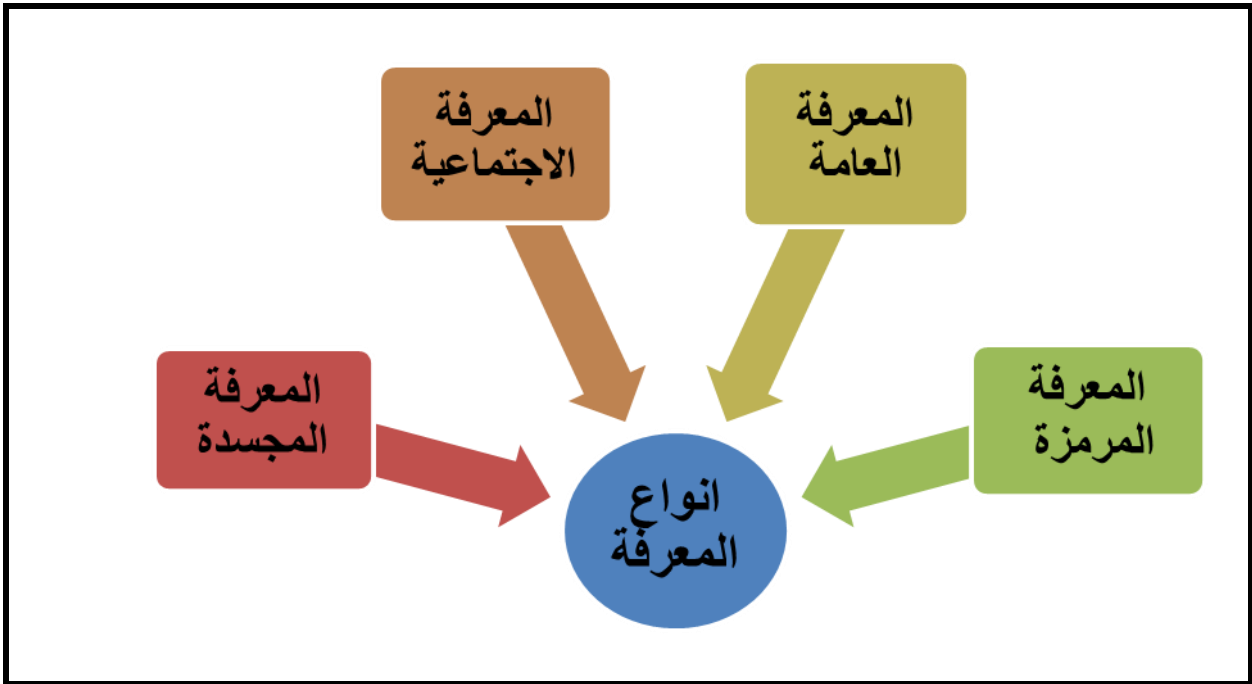 المعرفة
العامة
المعرفة
الاجتماعية
المعرفة
المرمزة
المعرفة
المجسدة
انواع
المعرفة